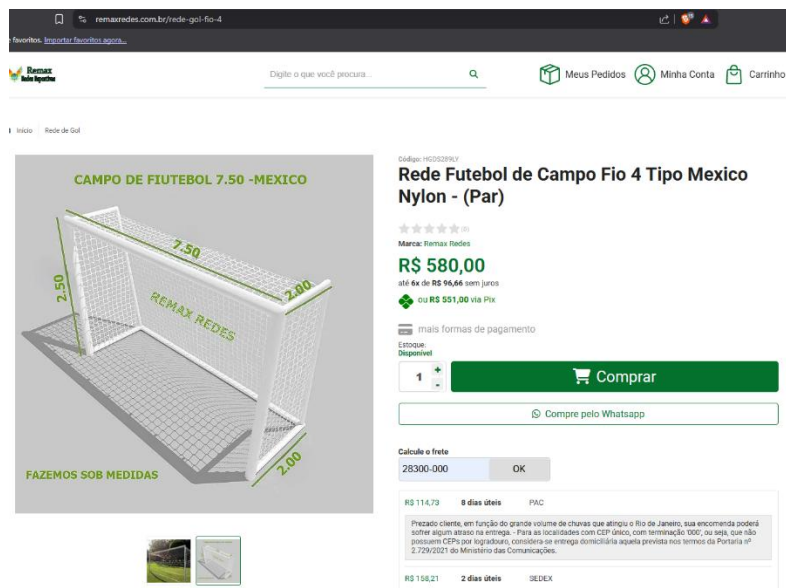 remaxredes.com.br/rede-gol-fio-4
e favoritos. Importar favoritos agora...
Remax
Redes Esportivas
Digite o que você procura...
Meus Pedidos
Minha Conta
Carrinho
Início
Rede de Gol
CAMPO DE FIUTEBOL 7.50 -MEXICO
7.50
2.00
2.50
REMAX REDES
2.00
FAZEMOS SOB MEDIDAS
Código: HGDS289LY
Rede Futebol de Campo Fio 4 Tipo Mexico
Nylon - (Par)
(0)
Marca: Remax Redes
R$ 580,00
até 6x de R$ 96,66 sem juros
ou R$ 551,00 via Pix
mais formas de pagamento
Estoque:
Disponível
1 + -
Comprar
Compre pelo Whatsapp
Calcule o frete
28300-000 OK
R$ 114,73 8 dias úteis PAC
Prezado cliente, em função do grande volume de chuvas que atingiu o Rio de Janeiro, sua encomenda poderá
sofrer algum atraso na entrega. - Para as localidades com CEP único, com terminação '000', ou seja, que não
possuem CEPs por logradouro, considera-se entrega domiciliária aquela prevista nos termos da Portaria nº
2.729/2021 do Ministério das Comunicações.
R$ 158,21 2 dias úteis SEDEX